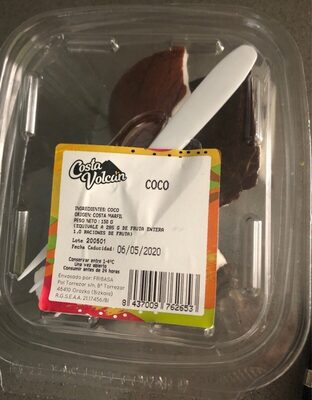 Costa
Volcán
COCO
INGREDIENTES: COCO
ORIGEN: COSTA MARFIL
PESO NETO: 150 G
(EQUIVALE A 285 G DE FRUTA ENTERA
1.0 RACIONES DE FRUTA)
Lote 200501
Fecha Caducidad: 06/05/2020
Conservar entre 1-4ºC
Una vez abierto
Consumir antes de 24 horas
Envasado por: FRIBASA
Pol Torrezar s/n. Bº Torrezar
48410 Orozko (Bizkaia)
R.G.S.E.A.A. 21.17456/BI
8 437009 762653